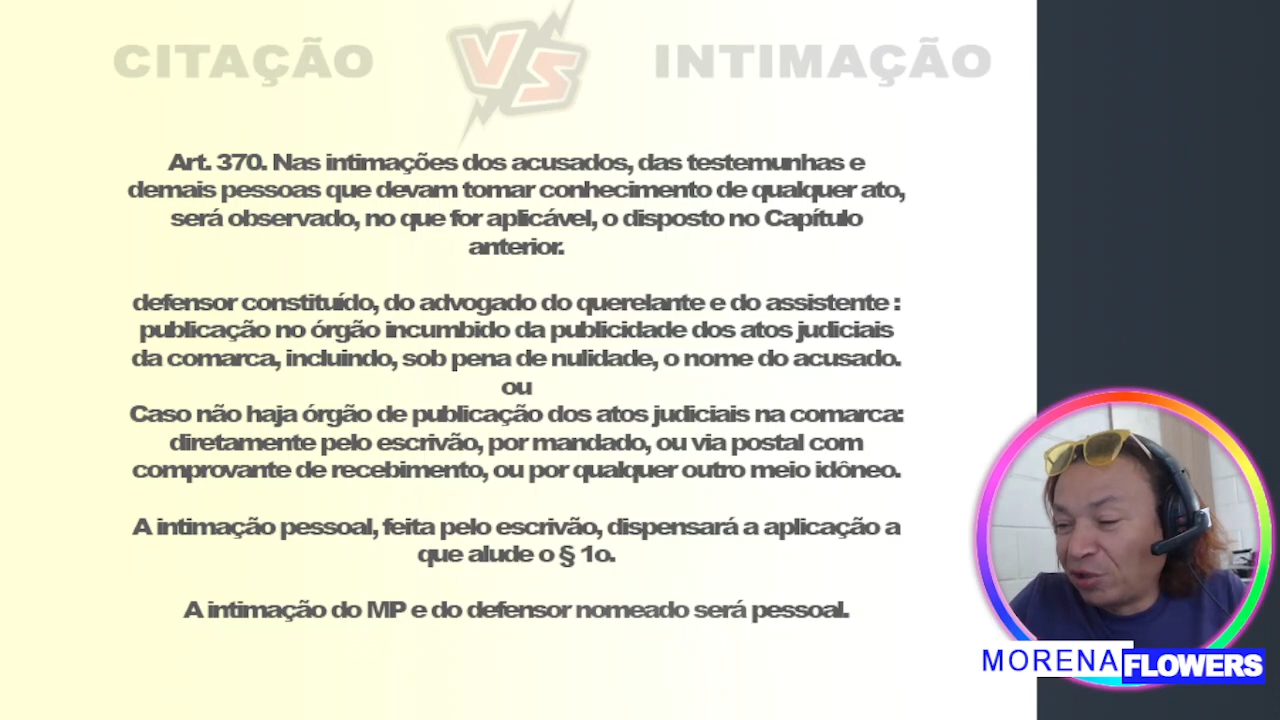 CITAÇÃO VS INTIMAÇÃO
Art. 370. Nas intimações dos acusados, das testemunhas e
demais pessoas que devam tomar conhecimento de qualquer ato,
será observado, no que for aplicável, o disposto no Capítulo
anterior.
defensor constituído, do advogado do querelante e do assistente :
publicação no órgão incumbido da publicidade dos atos judiciais
da comarca, incluindo, sob pena de nulidade, o nome do acusado.
ou
Caso não haja órgão de publicação dos atos judiciais na comarca:
diretamente pelo escrivão, por mandado, ou via postal com
comprovante de recebimento, ou por qualquer outro meio idôneo.
A intimação pessoal, feita pelo escrivão, dispensará a aplicação a
que alude o § 1o.
A intimação do MP e do defensor nomeado será pessoal.
MORENA FLOWERS